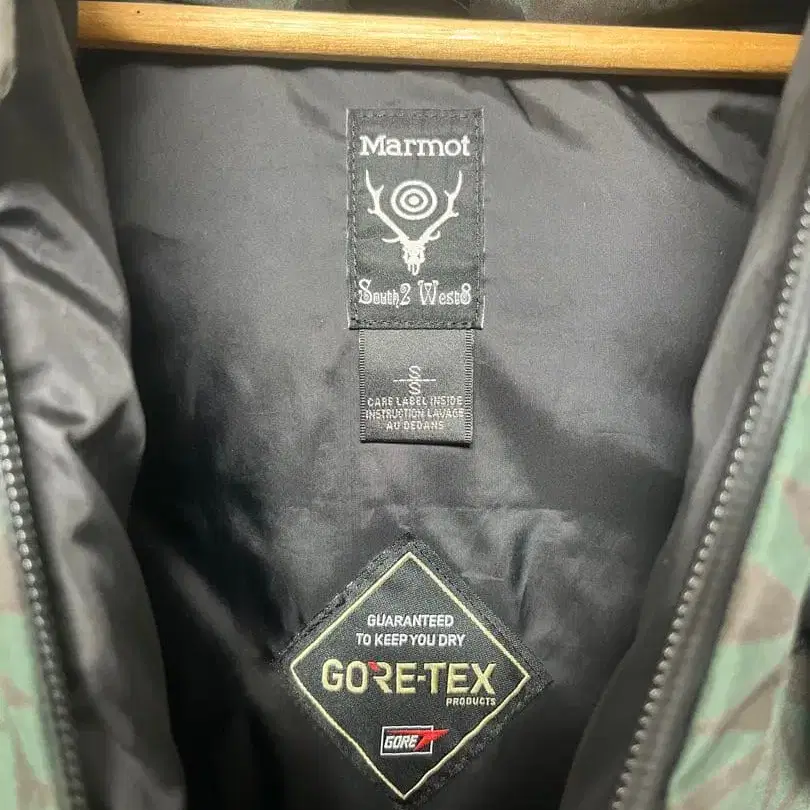 Marmot
South2 West8
S
S
CARE LABEL INSIDE
INSTRUCTION LAVAGE
AU DEDANS
GUARANTEED
TO KEEP YOU DRY
GORE-TEX
PRODUCTS
GORE